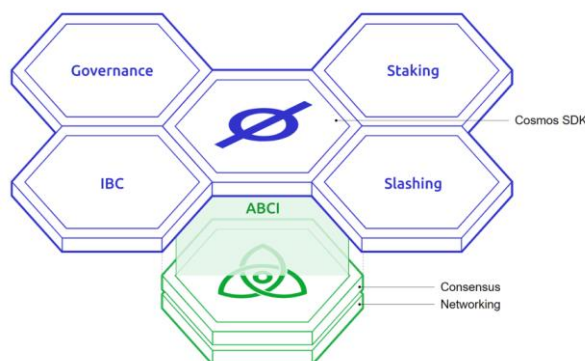 Governance
Staking
Cosmos SDK
IBC
Slashing
ABCI
Consensus
Networking